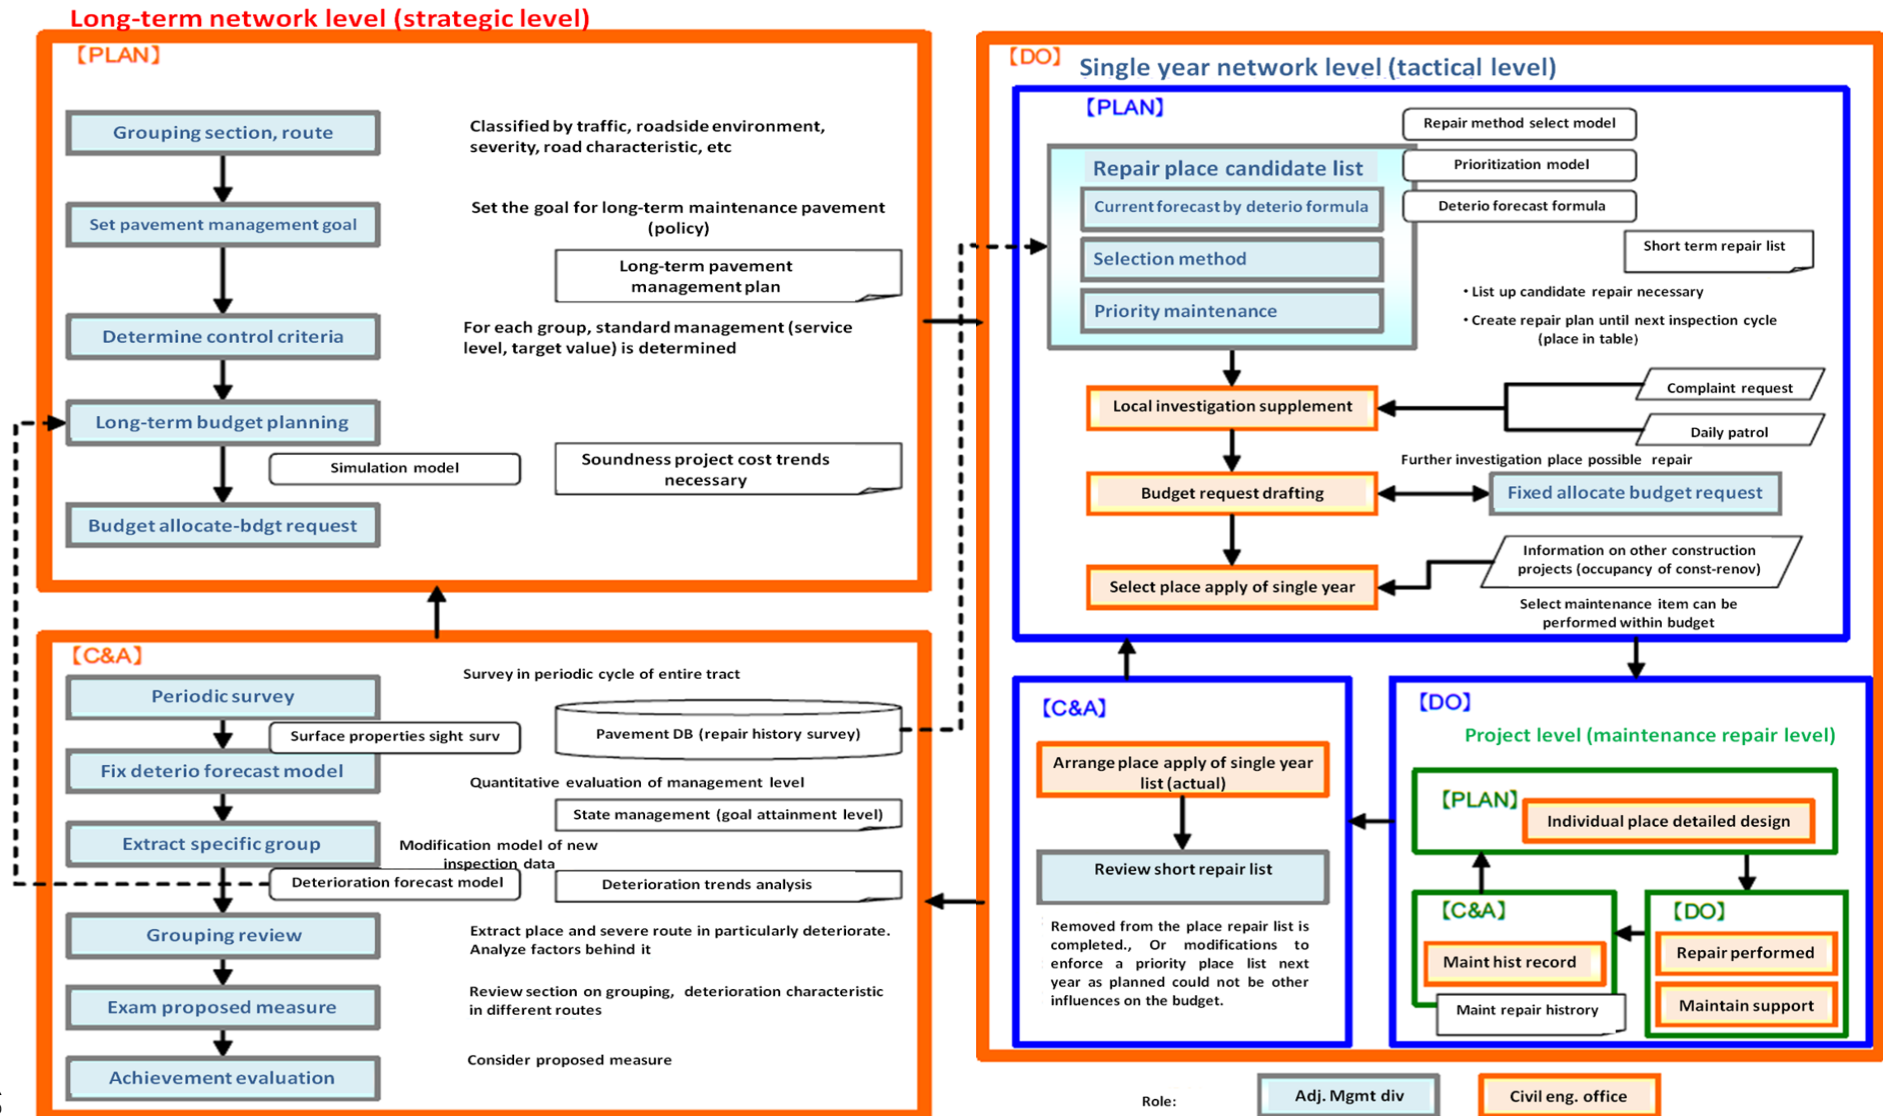 Long-term network level (strategic level)
【PLAN】
Grouping section, route
Classified by traffic, roadside environment,
severity, road characteristic, etc
Set pavement management goal
Set the goal for long-term maintenance pavement
(policy)
Long-term pavement
management plan
Determine control criteria
For each group, standard management (service
level, target value) is determined
Long-term budget planning
Simulation model
Soundness project cost trends
necessary
Budget allocate-bdgt request
【C&A】
Periodic survey
Survey in periodic cycle of entire tract
Surface properties sight surv
Pavement DB (repair history survey)
Fix deterio forecast model
Quantitative evaluation of management level
State management (goal attainment level)
Extract specific group
Modification model of new
inspection data
Deterioration forecast model
Deterioration trends analysis
Grouping review
Extract place and severe route in particularly deteriorate.
Analyze factors behind it
Exam proposed measure
Review section on grouping, deterioration characteristic
in different routes
Consider proposed measure
Achievement evaluation
【DO】
Single year network level (tactical level)
【PLAN】
Repair method select model
Repair place candidate list
Prioritization model
Current forecast by deterio formula
Deterio forecast formula
Short term repair list
Selection method
• List up candidate repair necessary
Priority maintenance
• Create repair plan until next inspection cycle
(place in table)
Local investigation supplement
Complaint request
Daily patrol
Further investigation place possible repair
Budget request drafting
Fixed allocate budget request
Information on other construction
projects (occupancy of const-renov)
Select place apply of single year
Select maintenance item can be
performed within budget
【C&A】
Arrange place apply of single year
list (actual)
Review short repair list
Removed from the place repair list is
completed., Or modifications to
enforce a priority place list next
year as planned could not be other
influences on the budget.
【DO】
Project level (maintenance repair level)
【PLAN】
Individual place detailed design
【C&A】
Maint hist record
Maint repair histrory
【DO】
Repair performed
Maintain support
Role:
Adj. Mgmt div
Civil eng. office